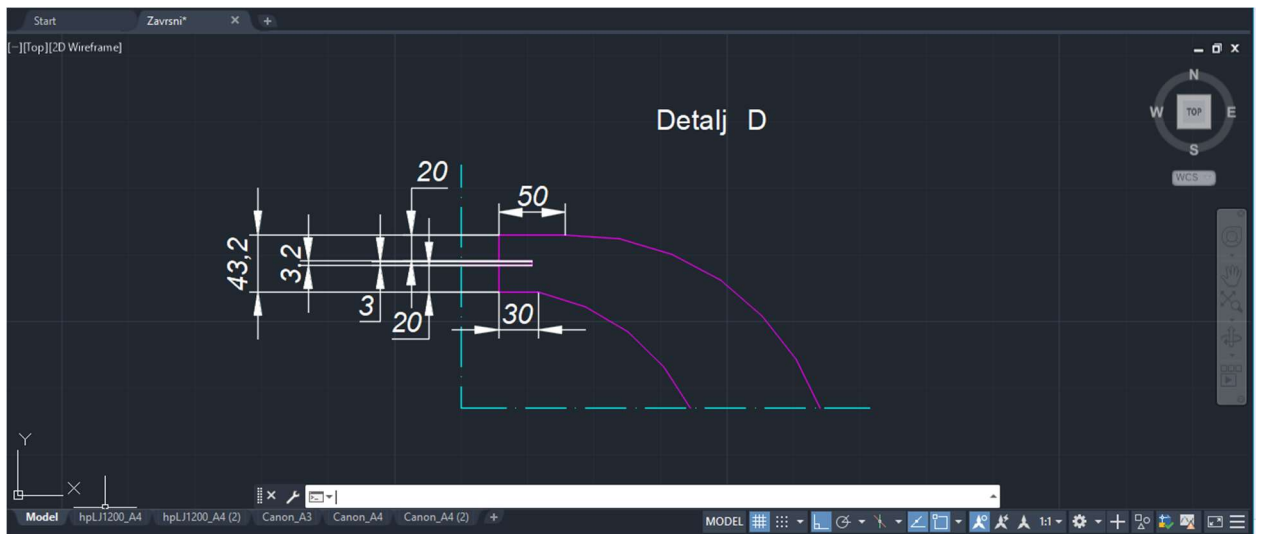 Start Zavrsni* × +
[−][Top][2D Wireframe]
N
W TOP E
S
WCS
Detalj D
20
50
43,2
3,2
3
20
30
Y
X
Model hpLJ1200_A4 hpLJ1200_A4 (2) Canon_A3 Canon_A4 Canon_A4 (2) +
MODEL 1:1